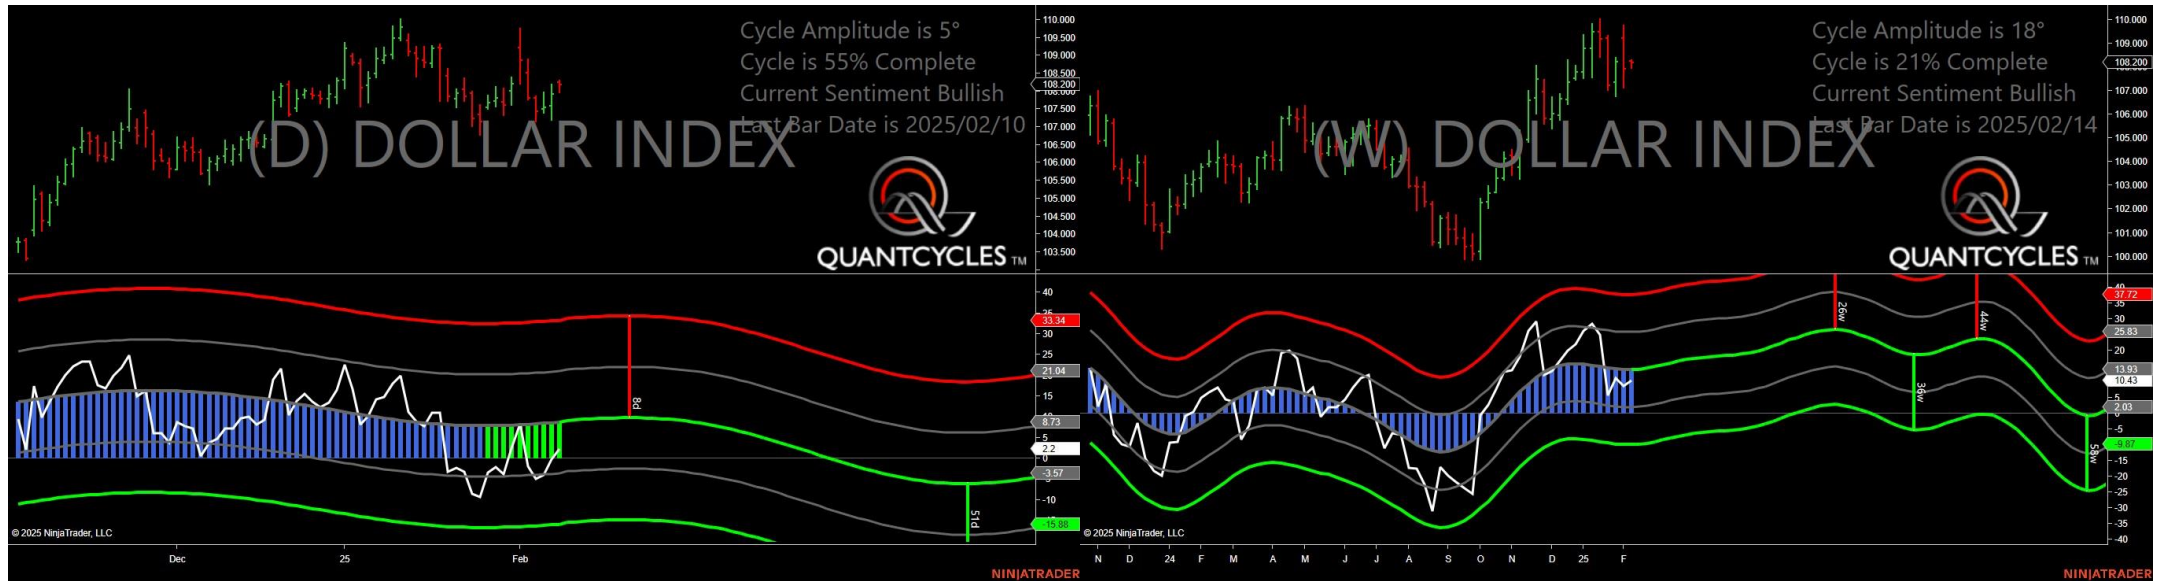 Cycle Amplitude is 5°
Cycle is 55% Complete
Current Sentiment Bullish
Last Bar Date is 2025/02/10
(D) DOLLAR INDEX
QUANTCYCLES TM
110.000
109.500
109.000
108.500
108.200
108.000
107.500
107.000
106.500
106.000
105.500
105.000
104.500
104.000
103.500
40
33.34
30
25
21.04
15
8.73
5
2.2
0
-3.57
-10
-15.88
8d
51d
© 2025 NinjaTrader, LLC
Dec
25
Feb
NINJATRADER
Cycle Amplitude is 18°
Cycle is 21% Complete
Current Sentiment Bullish
Last Bar Date is 2025/02/14
(W) DOLLAR INDEX
QUANTCYCLES TM
110.000
109.000
108.200
107.000
106.000
105.000
104.000
103.000
102.000
101.000
100.000
40
37.72
35
30
25.83
20
13.93
10.43
5
2.03
-5
-9.87
-15
-20
-25
-30
-35
-40
26w
44w
36w
58w
© 2025 NinjaTrader, LLC
N D 24 F M A M J J A S O N D 25 F
NINJATRADER